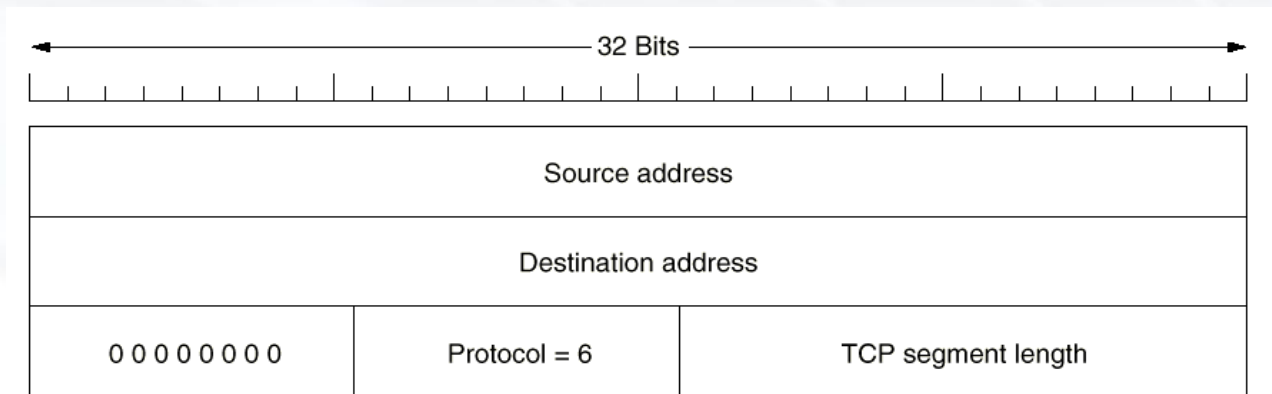 32 Bits
Source address
Destination address
0 0 0 0 0 0 0 0 Protocol = 6 TCP segment length